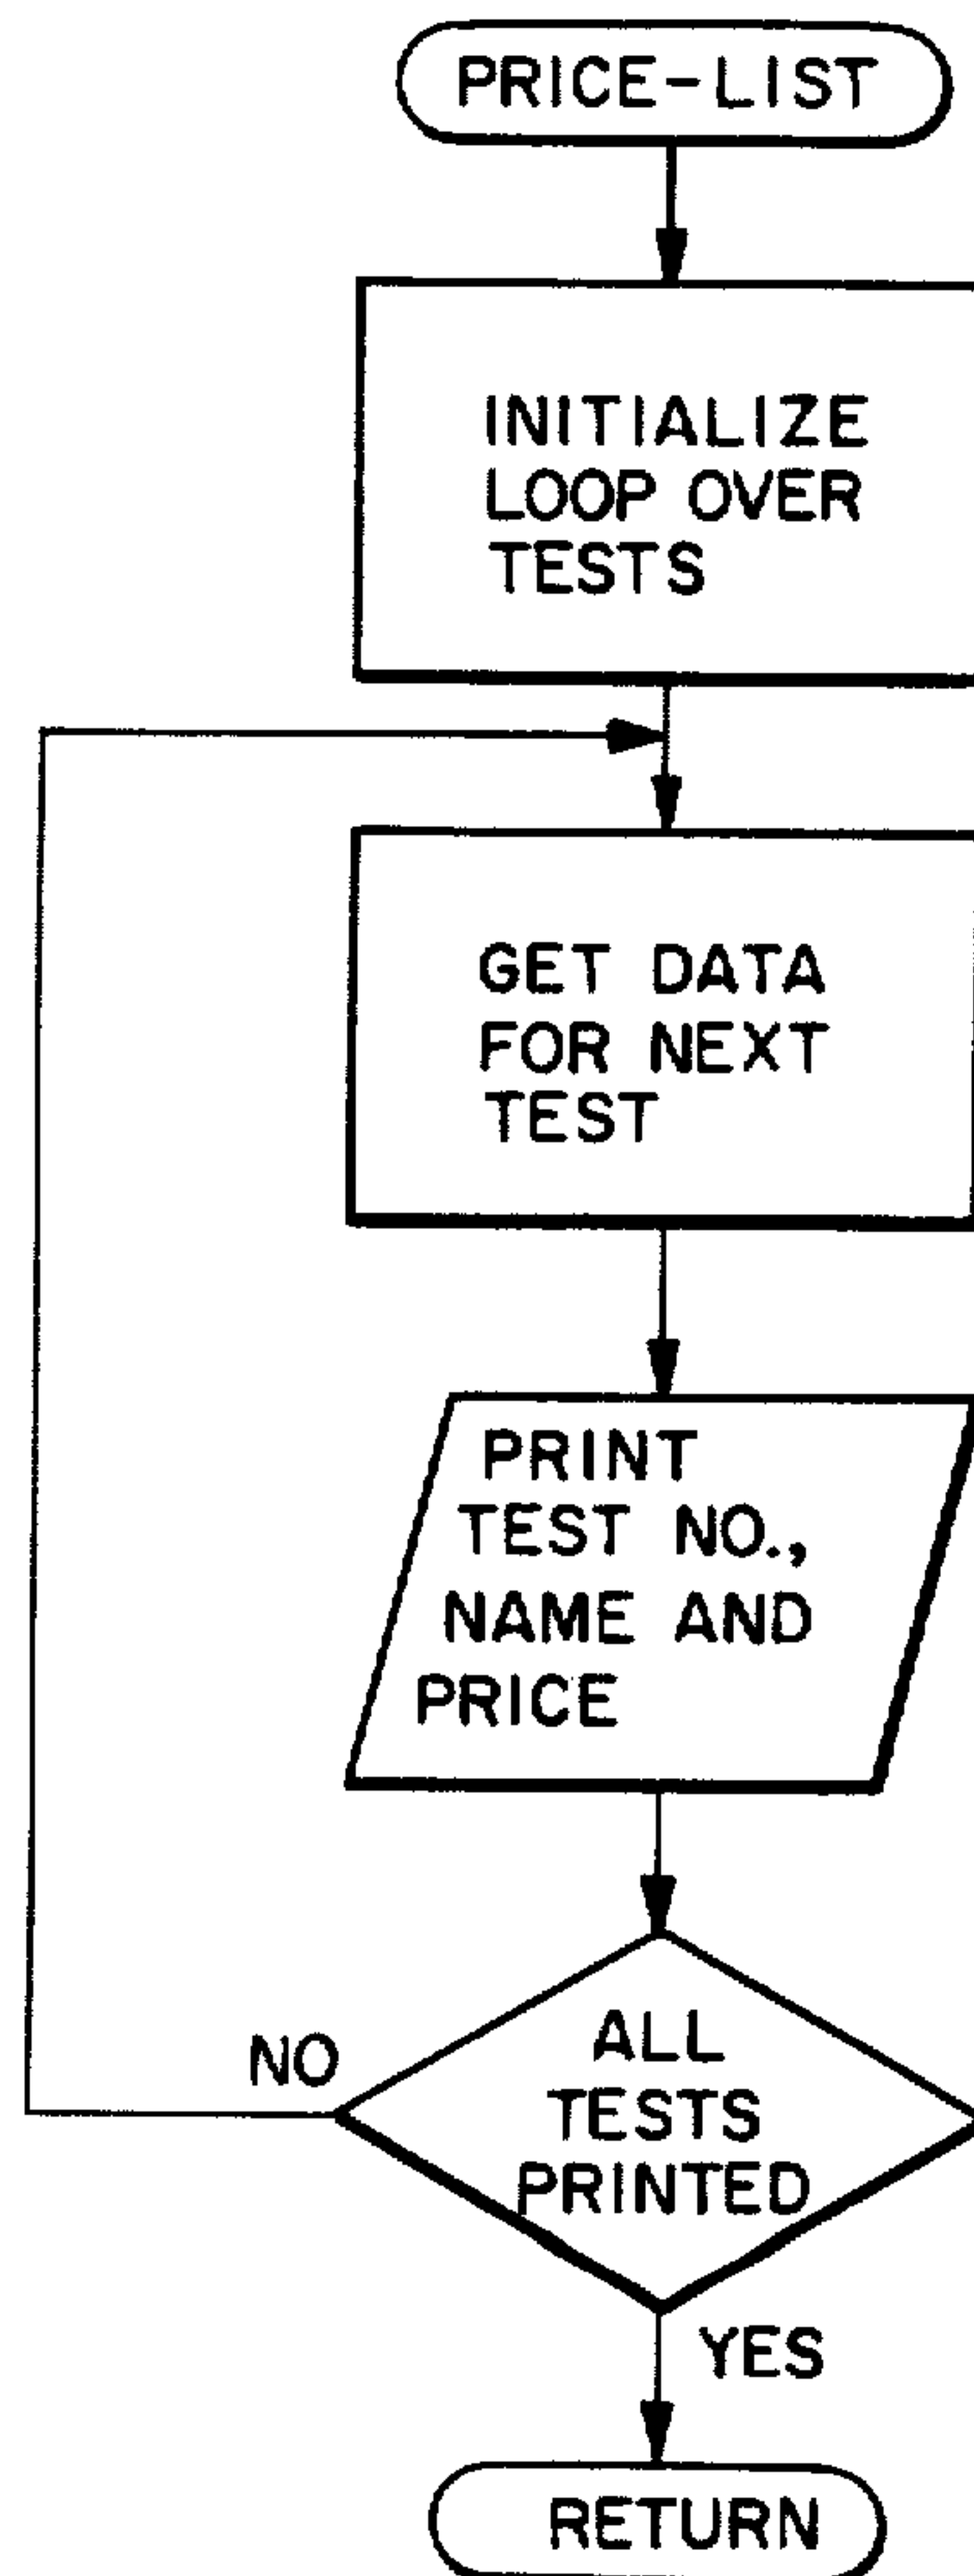 PRICE-LIST
INITIALIZE
LOOP OVER
TESTS
GET DATA
FOR NEXT
TEST
PRINT
TEST NO.,
NAME AND
PRICE
ALL
TESTS
PRINTED
NO
YES
RETURN